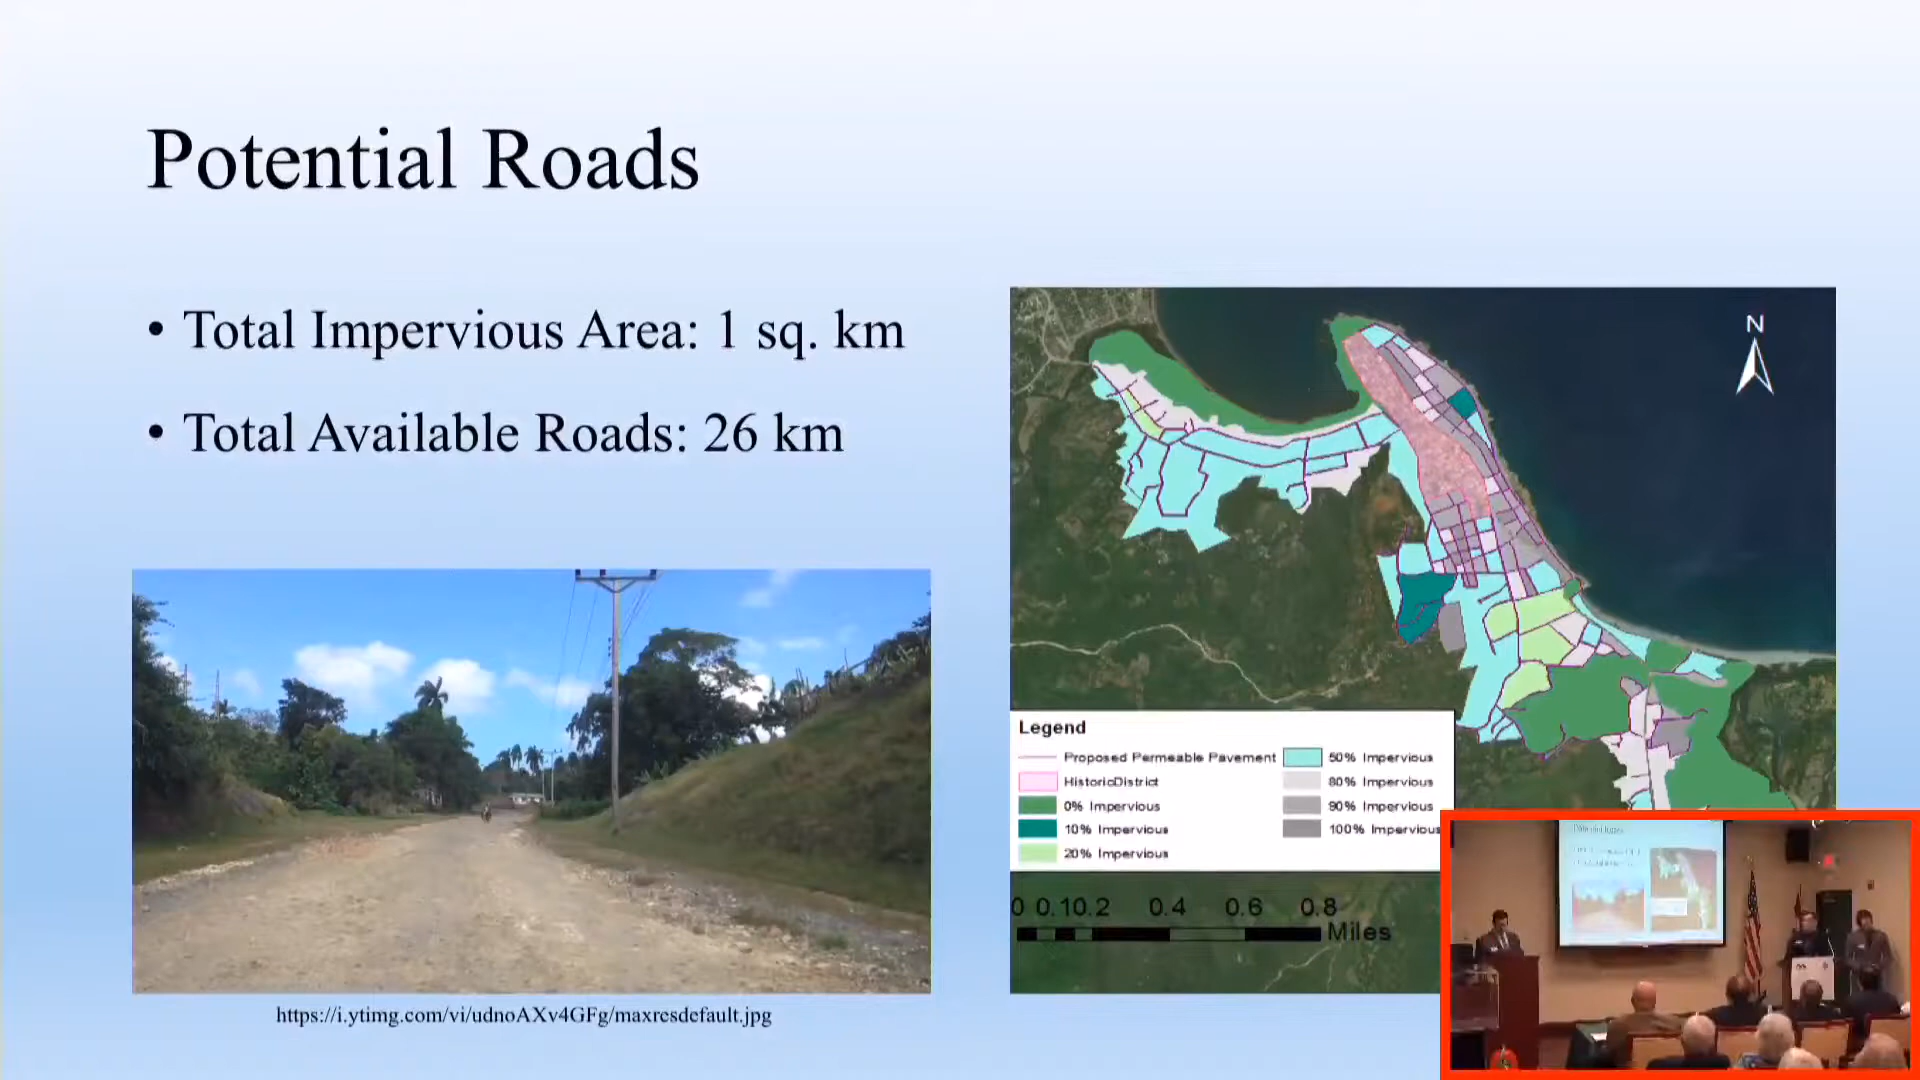 Potential Roads
• Total Impervious Area: 1 sq. km
• Total Available Roads: 26 km
https://i.ytimg.com/vi/udnoAXv4GFg/maxresdefault.jpg
N
Legend
Proposed Permeable Pavement
HistoricDistrict
0% Impervious
10% Impervious
20% Impervious
50% Impervious
80% Impervious
90% Impervious
100% Impervious
0 0.10.2 0.4 0.6 0.8
Miles